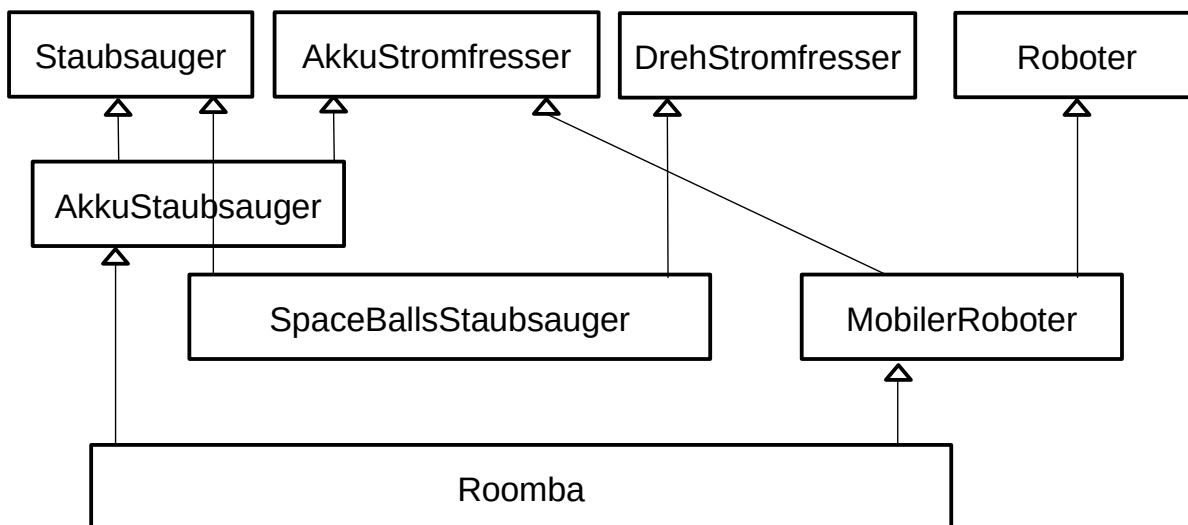 Staubsauger
AkkuStromfresser
DrehStromfresser
Roboter
AkkuStaubsauger
SpaceBallsStaubsauger
MobilerRoboter
Roomba